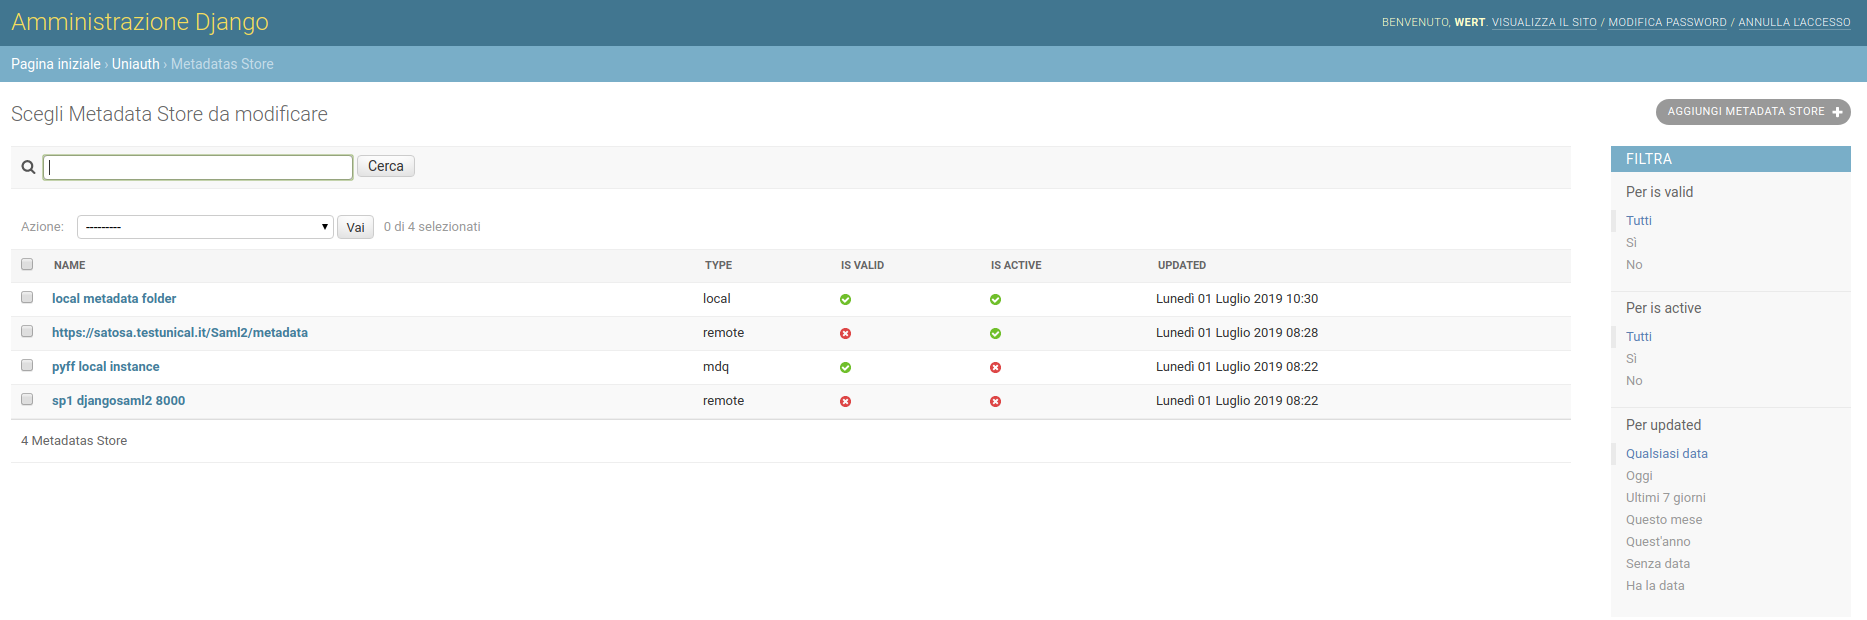 Amministrazione Django
BENVENUTO, WERT. VISUALIZZA IL SITO / MODIFICA PASSWORD / ANNULLA L'ACCESSO
Pagina iniziale › Uniauth › Metadatas Store
Scegli Metadata Store da modificare
AGGIUNGI METADATA STORE +
Cerca
Azione: --------- Vai 0 di 4 selezionati
NAME TYPE IS VALID IS ACTIVE UPDATED
local metadata folder local Lunedì 01 Luglio 2019 10:30
https://satosa.testunical.it/Saml2/metadata remote Lunedì 01 Luglio 2019 08:28
pyff local instance mdq Lunedì 01 Luglio 2019 08:22
sp1 djangosaml2 8000 remote Lunedì 01 Luglio 2019 08:22
4 Metadatas Store
FILTRA
Per is valid
Tutti
Sì
No
Per is active
Tutti
Sì
No
Per updated
Qualsiasi data
Oggi
Ultimi 7 giorni
Questo mese
Quest'anno
Senza data
Ha la data